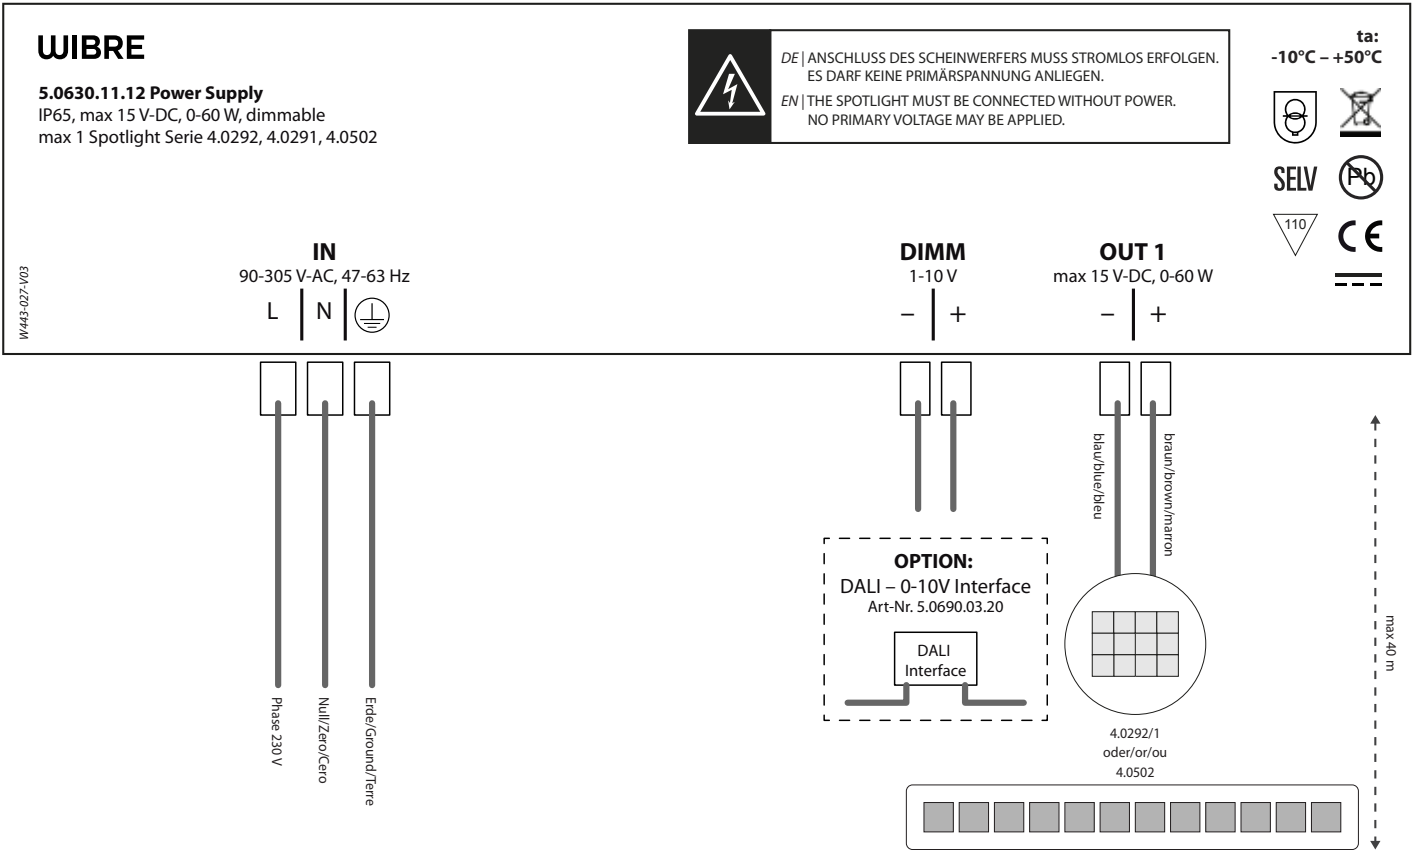 WIBRE
5.0630.11.12 Power Supply
IP65, max 15 V-DC, 0-60 W, dimmable
max 1 Spotlight Serie 4.0292, 4.0291, 4.0502
DE | ANSCHLUSS DES SCHEINWERFERS MUSS STROMLOS ERFOLGEN.
ES DARF KEINE PRIMÄRSPANNUNG ANLIEGEN.
EN | THE SPOTLIGHT MUST BE CONNECTED WITHOUT POWER.
NO PRIMARY VOLTAGE MAY BE APPLIED.
ta:
-10°C – +50°C
SELV
Pb
110
CE
W443-027-V03
IN
90-305 V-AC, 47-63 Hz
L N
DIMM
1-10 V
– +
OUT 1
max 15 V-DC, 0-60 W
– +
blau/blue/bleu
braun/brown/marron
Phase 230 V
Null/Zero/Cero
Erde/Ground/Terre
OPTION:
DALI – 0-10V Interface
Art-Nr. 5.0690.03.20
DALI
Interface
4.0292/1
oder/or/ou
4.0502
max 40 m